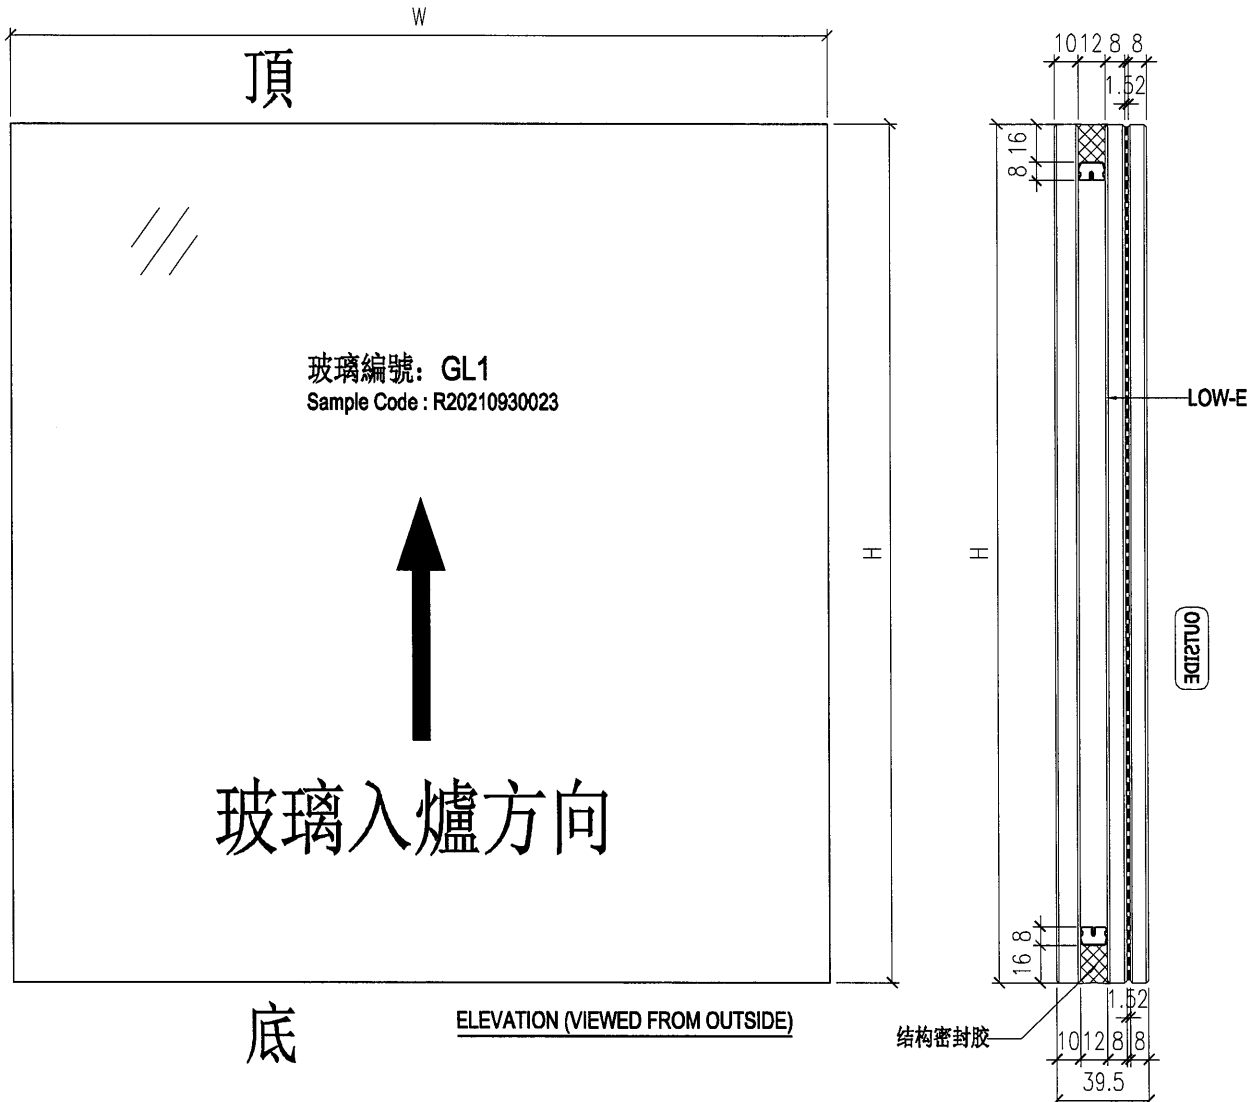 W
頂
10 12 8 8
1.52
16
8
玻璃編號： GL1
Sample Code : R20210930023
LOW-E
H
H
OUTSIDE
玻璃入爐方向
8
16
底
ELEVATION (VIEWED FROM OUTSIDE)
结构密封胶
1.52
10 12 8 8
39.5